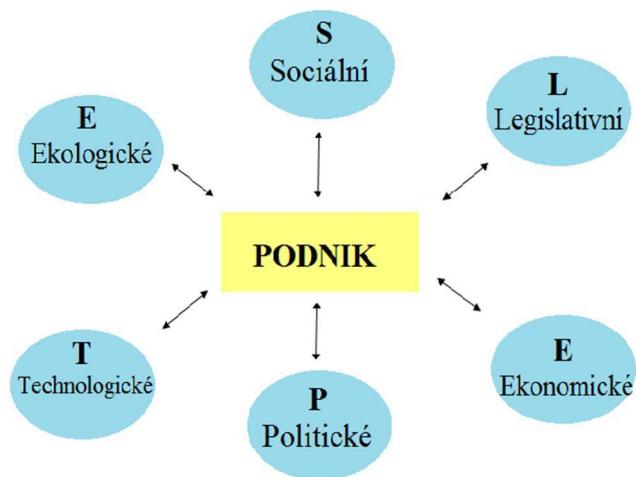 S
Sociální
L
Legislativní
E
Ekologické
PODNIK
T
Technologické
P
Politické
E
Ekonomické